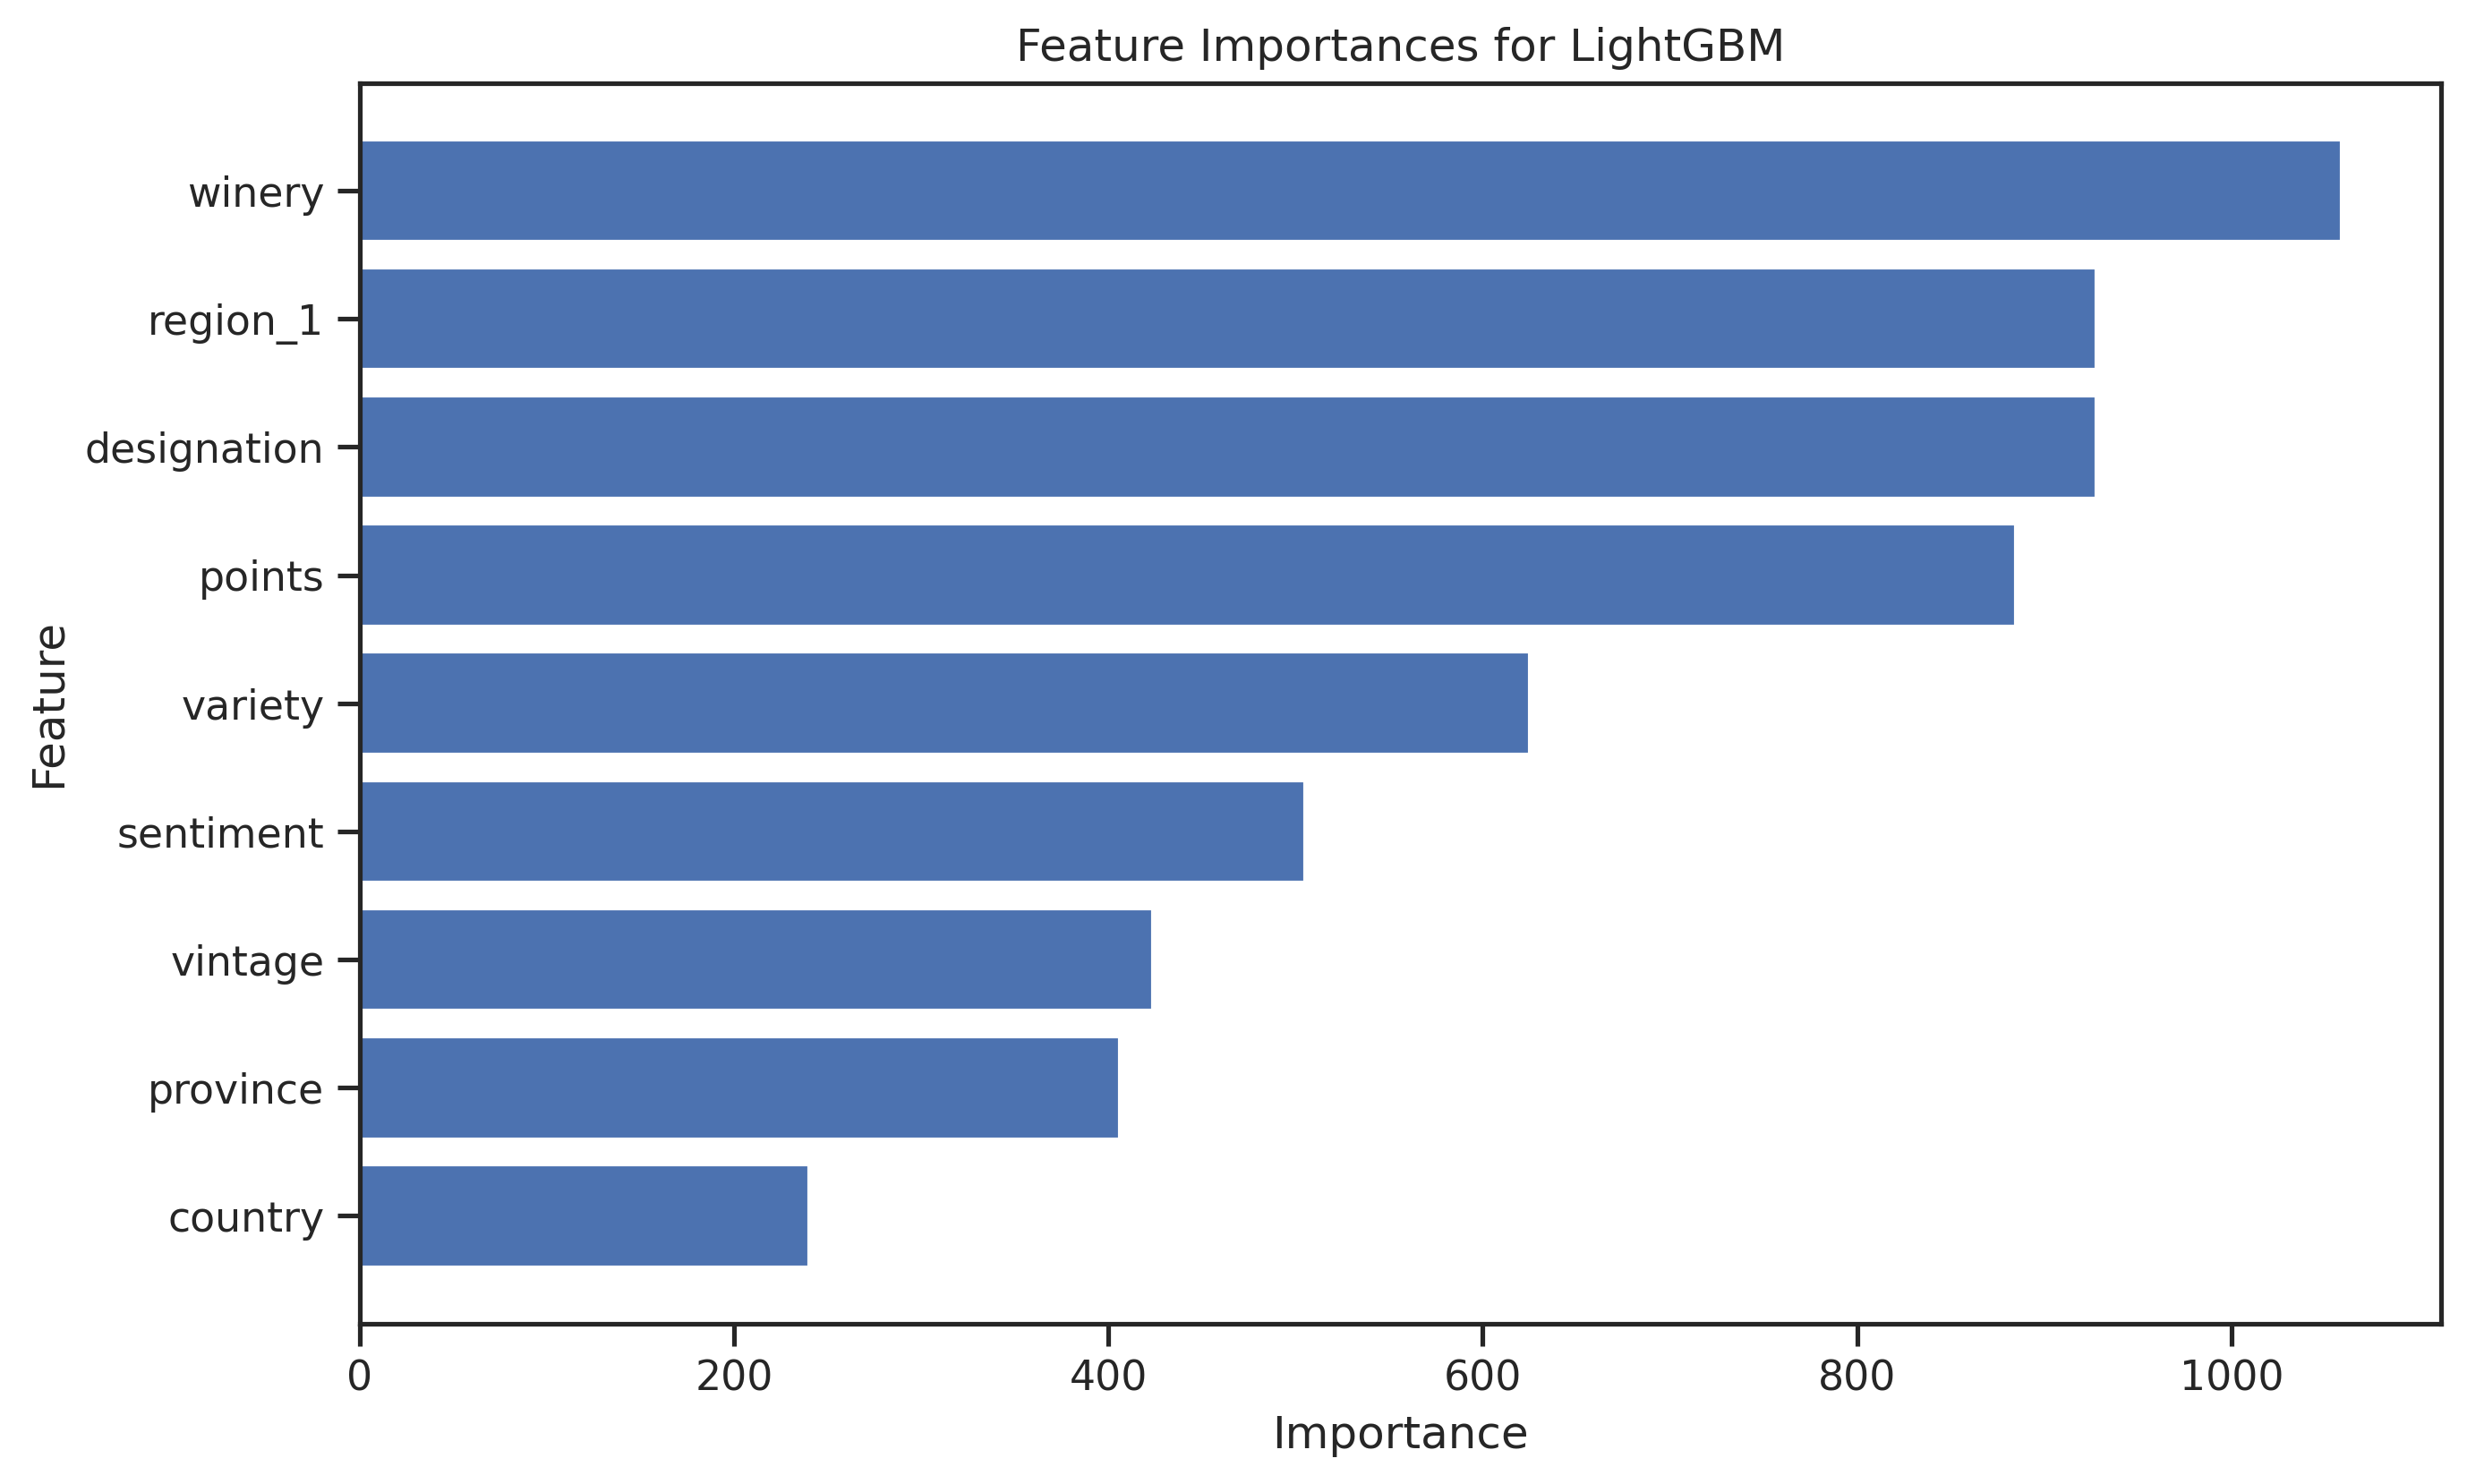 Feature Importances for LightGBM
winery
region_1
designation
points
variety
sentiment
vintage
province
country
Feature
0 200 400 600 800 1000
Importance